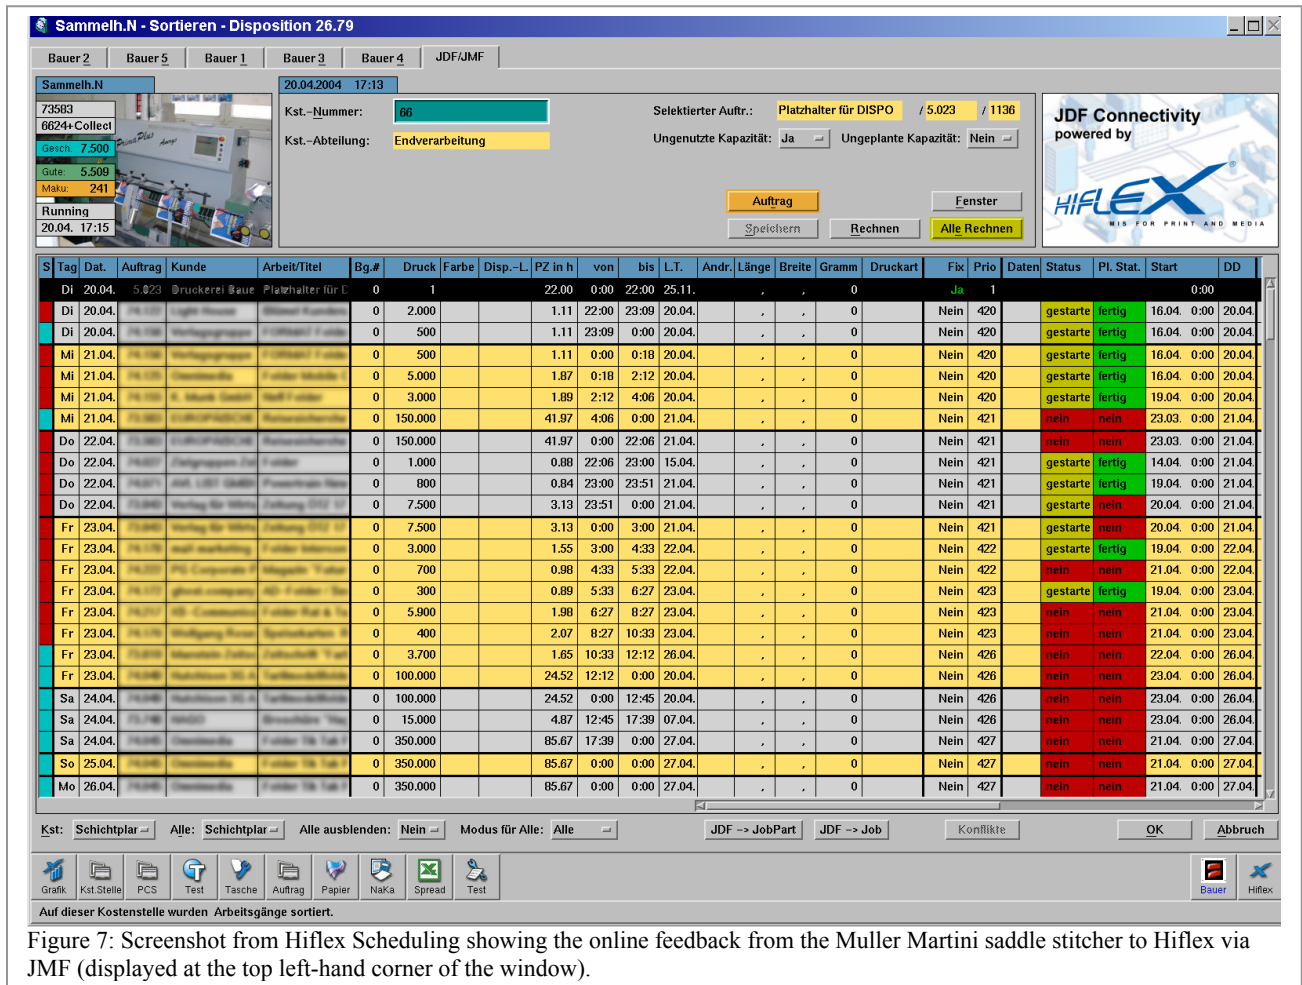 Sammelh.N - Sortieren - Disposition 26.79
Bauer 2 Bauer 5 Bauer 1 Bauer 3 Bauer 4 JDF/JMF
Sammelh.N
73583
6624+Collect
Gesch. 7.500
Gute: 5.509
Maku: 241
Running
20.04. 17:15
PrimaPlus
20.04.2004 17:13
Kst.-Nummer: 66
Kst.-Abteilung: Endverarbeitung
Selektierter Auftr.: Platzhalter für DISPO / 5.023 / 1136
Ungenutzte Kapazität: Ja Ungeplante Kapazität: Nein
Auftrag Fenster
Speichern Rechnen Alle Rechnen
JDF Connectivity
powered by
HIFLEX ®
MIS FOR PRINT AND MEDIA
S Tag Dat. Auftrag Kunde Arbeit/Titel Bg.# Druck Farbe Disp.-L. PZ in h von bis L.T. Andr. Länge Breite Gramm Druckart Fix Prio Daten Status Pl. Stat. Start DD
Di 20.04. 5.023 Druckerei Baue Platzhalter für D 0 1 22.00 0:00 22:00 25.11. , , 0 Ja 1 0:00
Di 20.04. 0 2.000 1.11 22:00 23:09 20.04. , , 0 Nein 420 gestarte fertig 16.04. 0:00 20.04.
Di 20.04. 0 500 1.11 23:09 0:00 20.04. , , 0 Nein 420 gestarte fertig 16.04. 0:00 20.04.
Mi 21.04. 0 500 1.11 0:00 0:18 20.04. , , 0 Nein 420 gestarte fertig 16.04. 0:00 20.04.
Mi 21.04. 0 5.000 1.87 0:18 2:12 20.04. , , 0 Nein 420 gestarte fertig 16.04. 0:00 20.04.
Mi 21.04. 0 3.000 1.89 2:12 4:06 20.04. , , 0 Nein 420 gestarte fertig 19.04. 0:00 20.04.
Mi 21.04. 0 150.000 41.97 4:06 0:00 21.04. , , 0 Nein 421 nein nein 23.03. 0:00 21.04.
Do 22.04. 0 150.000 41.97 0:00 22:06 21.04. , , 0 Nein 421 nein nein 23.03. 0:00 21.04.
Do 22.04. 0 1.000 0.88 22:06 23:00 15.04. , , 0 Nein 421 gestarte fertig 14.04. 0:00 21.04.
Do 22.04. 0 800 0.84 23:00 23:51 21.04. , , 0 Nein 421 gestarte fertig 19.04. 0:00 21.04.
Do 22.04. 0 7.500 3.13 23:51 0:00 21.04. , , 0 Nein 421 gestarte nein 20.04. 0:00 21.04.
Fr 23.04. 0 7.500 3.13 0:00 3:00 21.04. , , 0 Nein 421 gestarte nein 20.04. 0:00 21.04.
Fr 23.04. 0 3.000 1.55 3:00 4:33 22.04. , , 0 Nein 422 gestarte fertig 19.04. 0:00 22.04.
Fr 23.04. 0 700 0.98 4:33 5:33 22.04. , , 0 Nein 422 nein nein 21.04. 0:00 22.04.
Fr 23.04. 0 300 0.89 5:33 6:27 23.04. , , 0 Nein 423 gestarte fertig 19.04. 0:00 23.04.
Fr 23.04. 0 5.900 1.98 6:27 8:27 23.04. , , 0 Nein 423 nein nein 21.04. 0:00 23.04.
Fr 23.04. 0 400 2.07 8:27 10:33 23.04. , , 0 Nein 423 nein nein 21.04. 0:00 23.04.
Fr 23.04. 0 3.700 1.65 10:33 12:12 26.04. , , 0 Nein 426 nein nein 22.04. 0:00 26.04.
Fr 23.04. 0 100.000 24.52 12:12 0:00 20.04. , , 0 Nein 426 nein nein 23.04. 0:00 26.04.
Sa 24.04. 0 100.000 24.52 0:00 12:45 20.04. , , 0 Nein 426 nein nein 23.04. 0:00 26.04.
Sa 24.04. 0 15.000 4.87 12:45 17:39 07.04. , , 0 Nein 426 nein nein 23.04. 0:00 26.04.
Sa 24.04. 0 350.000 85.67 17:39 0:00 27.04. , , 0 Nein 427 nein nein 21.04. 0:00 27.04.
So 25.04. 0 350.000 85.67 0:00 0:00 27.04. , , 0 Nein 427 nein nein 21.04. 0:00 27.04.
Mo 26.04. 0 350.000 85.67 0:00 0:00 27.04. , , 0 Nein 427 nein nein 21.04. 0:00 27.04.
Kst: Schichtplar Alle: Schichtplar Alle ausblenden: Nein Modus für Alle: Alle JDF -> JobPart JDF -> Job Konflikte OK Abbruch
Grafik Kst.Stelle PCS Test Tasche Auftrag Papier NaKa Spread Test Bauer Hiflex
Auf dieser Kostenstelle wurden Arbeitsgänge sortiert.
Figure 7: Screenshot from Hiflex Scheduling showing the online feedback from the Muller Martini saddle stitcher to Hiflex via
JMF (displayed at the top left-hand corner of the window).